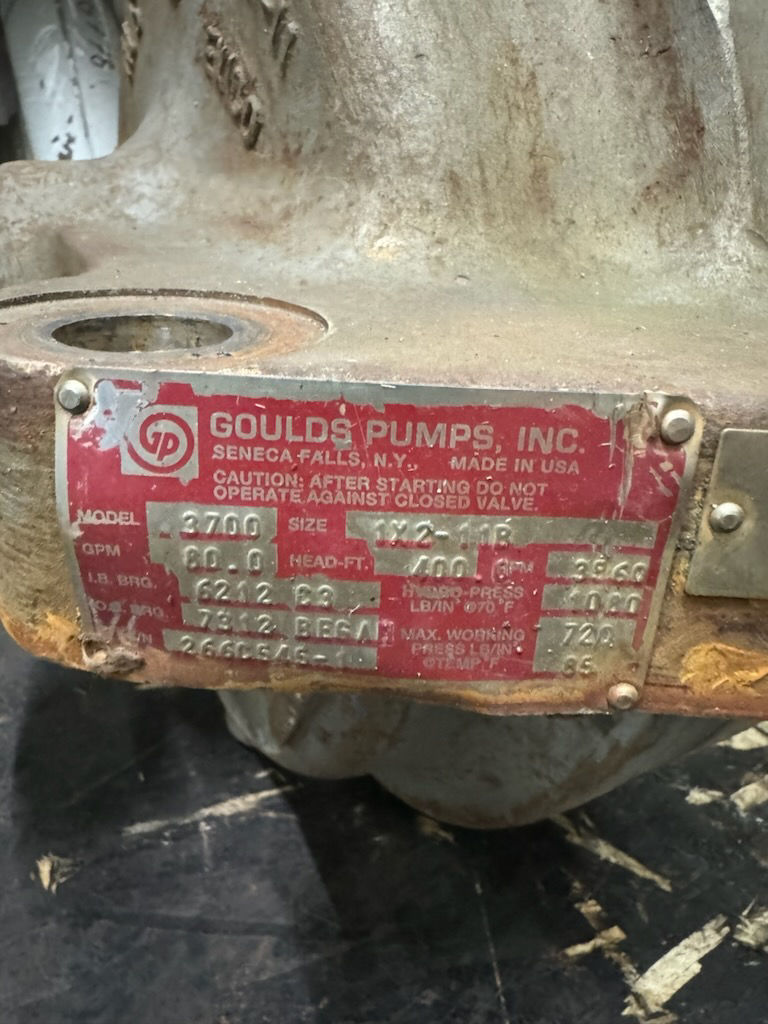 GP
GOULDS PUMPS, INC.
SENECA FALLS, N.Y. MADE IN USA
CAUTION: AFTER STARTING DO NOT
OPERATE AGAINST CLOSED VALVE.
MODEL 3700 SIZE 1X2-11B
GPM 80.0 HEAD-FT. 400.6 RPM 3560
I.B. BRG. 6212 C3 HYDRO-PRESS LB/IN² @70°F 1080
O.B. BRG. 7312 BEGA MAX. WORKING PRESS LB/IN² @TEMP°F 720
S/N 85